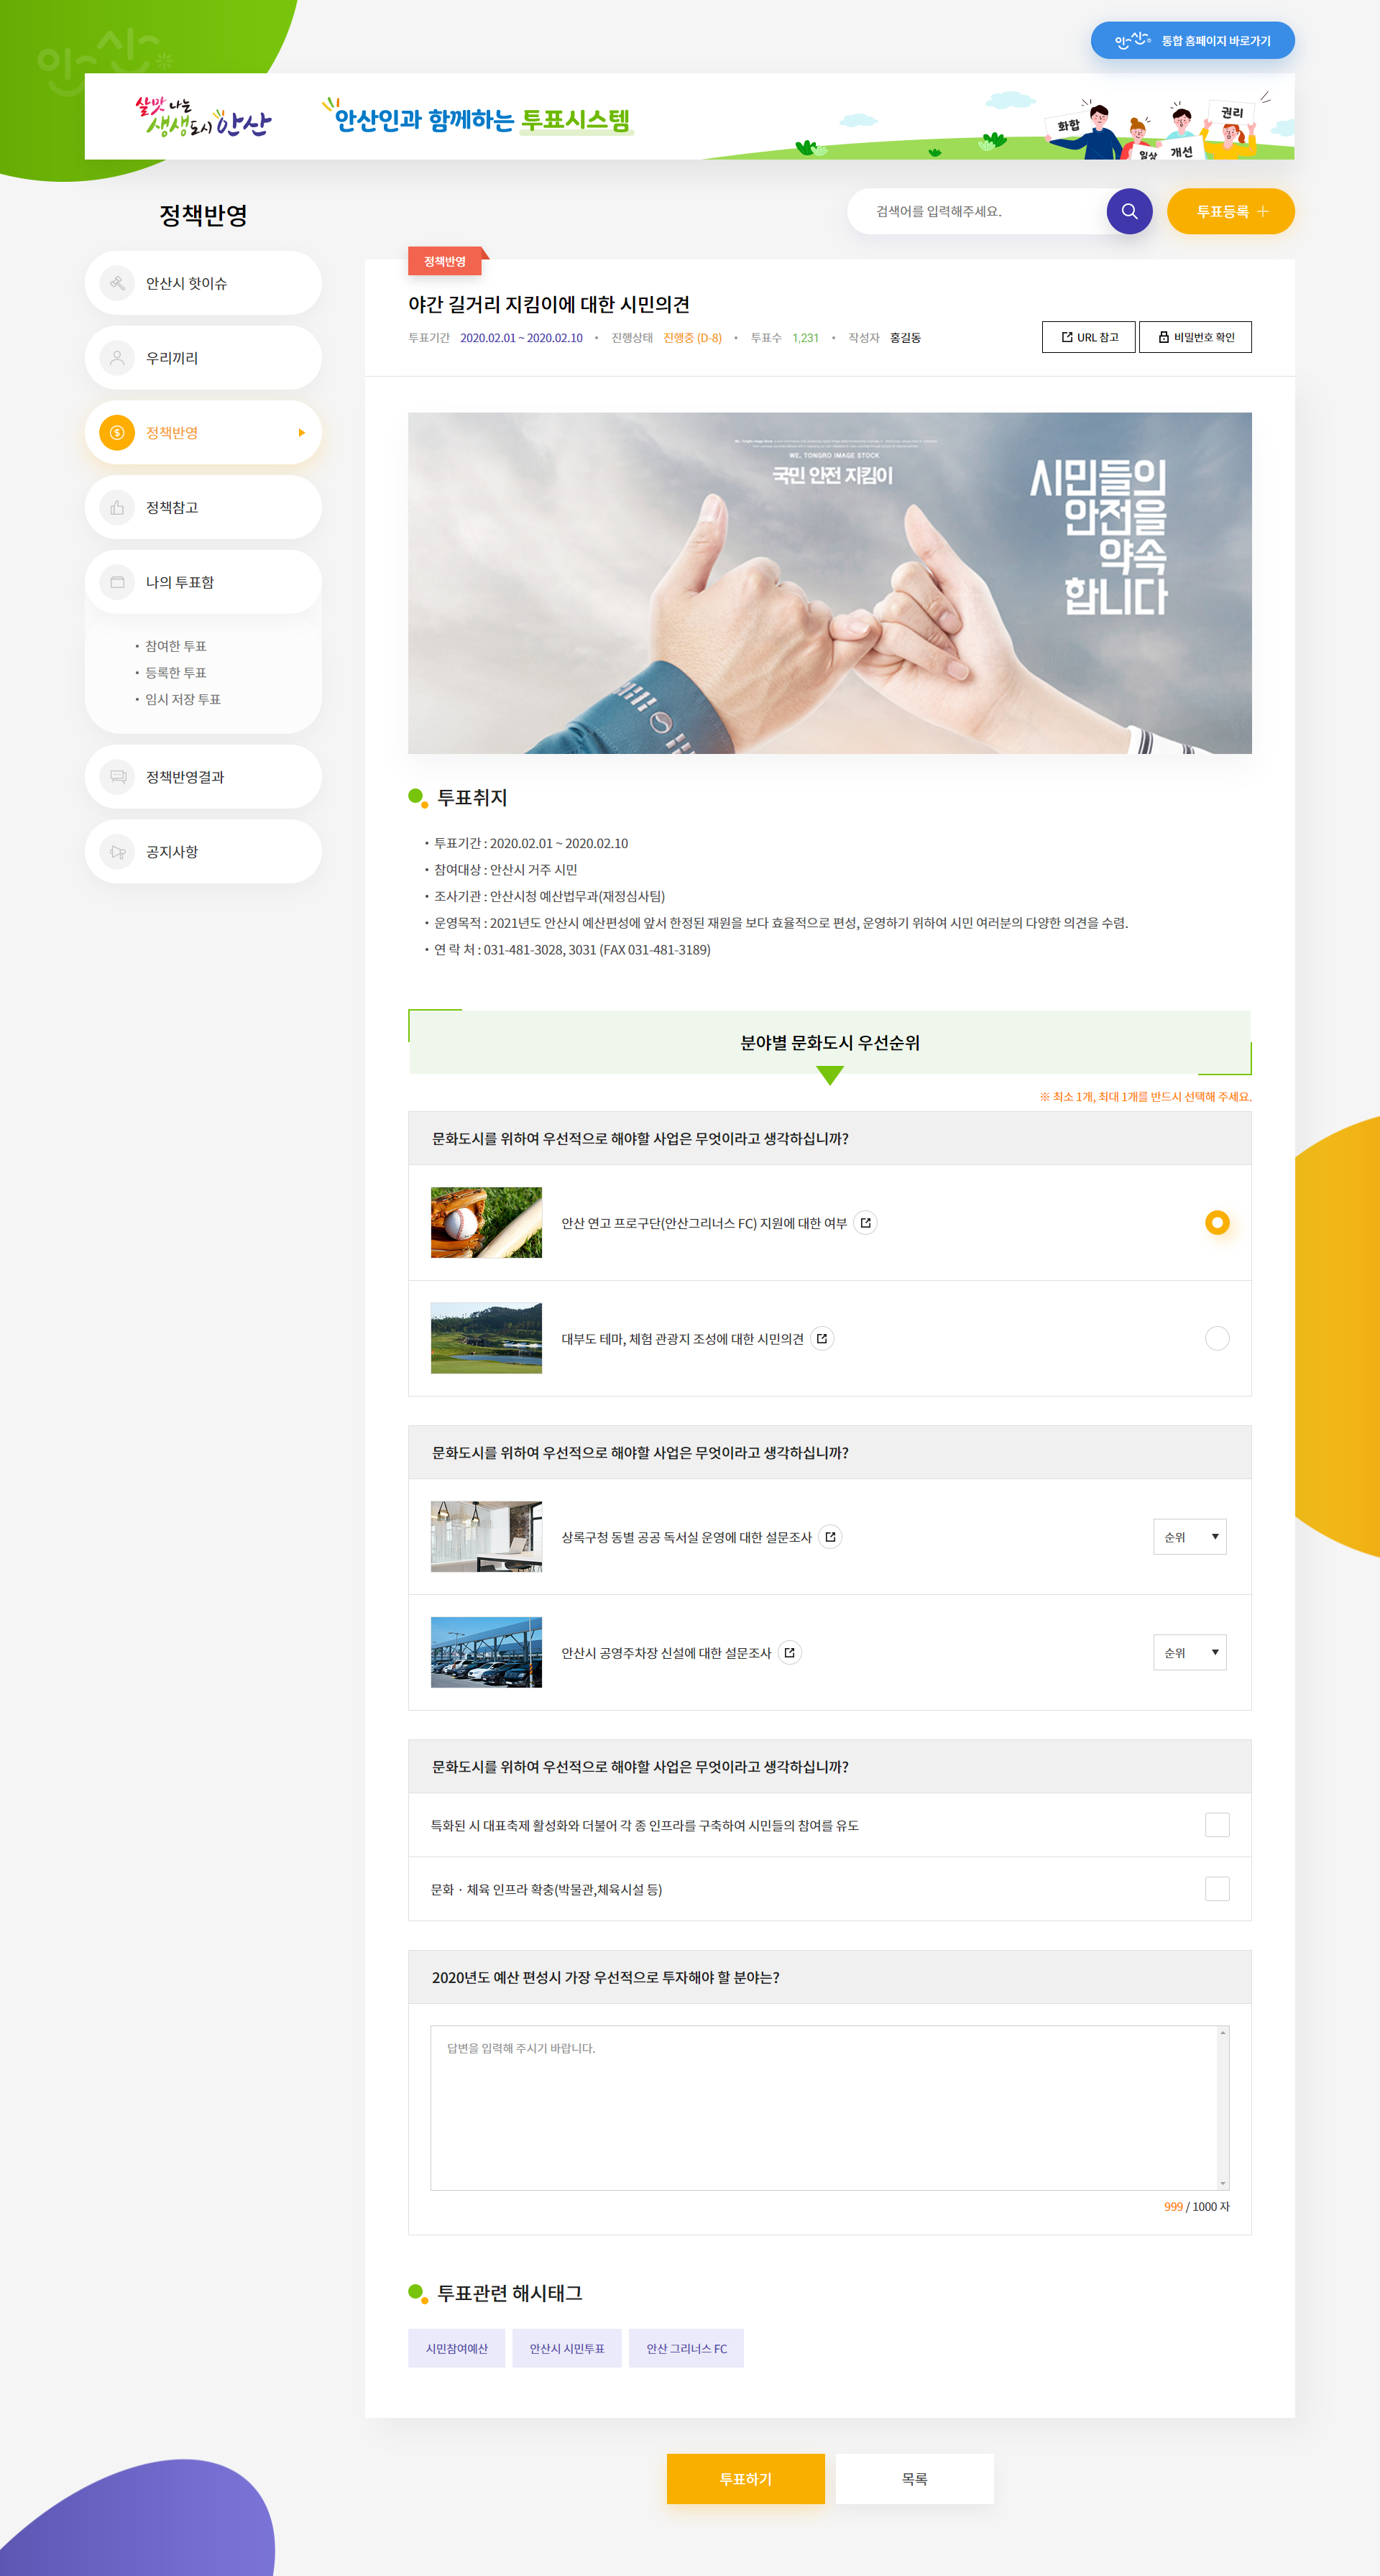 안산
안산 통합 홈페이지 바로가기
살맛 나는
생생도시 안산
안산인과 함께하는 투표시스템
화합
일상
개선
권리
정책반영
검색어를 입력해주세요.
투표등록
안산시 핫이슈
우리끼리
정책반영
정책참고
나의 투표함
• 참여한 투표
• 등록한 투표
• 임시 저장 투표
정책반영결과
공지사항
정책반영
야간 길거리 지킴이에 대한 시민의견
투표기간 2020.02.01 ~ 2020.02.10 • 진행상태 진행중 (D-8) • 투표수 1,231 • 작성자 홍길동
URL 참고
비밀번호 확인
WE, TONGRO IMAGE STOCK
국민 안전 지킴이
시민들의
안전을
약속
합니다
투표취지
• 투표기간 : 2020.02.01 ~ 2020.02.10
• 참여대상 : 안산시 거주 시민
• 조사기관 : 안산시청 예산법무과(재정심사팀)
• 운영목적 : 2021년도 안산시 예산편성에 앞서 한정된 재원을 보다 효율적으로 편성, 운영하기 위하여 시민 여러분의 다양한 의견을 수렴.
• 연 락 처 : 031-481-3028, 3031 (FAX 031-481-3189)
분야별 문화도시 우선순위
※ 최소 1개, 최대 1개를 반드시 선택해 주세요.
문화도시를 위하여 우선적으로 해야할 사업은 무엇이라고 생각하십니까?
안산 연고 프로구단(안산그리너스 FC) 지원에 대한 여부
대부도 테마, 체험 관광지 조성에 대한 시민의견
문화도시를 위하여 우선적으로 해야할 사업은 무엇이라고 생각하십니까?
상록구청 동별 공공 독서실 운영에 대한 설문조사
순위
안산시 공영주차장 신설에 대한 설문조사
순위
문화도시를 위하여 우선적으로 해야할 사업은 무엇이라고 생각하십니까?
특화된 시 대표축제 활성화와 더불어 각 종 인프라를 구축하여 시민들의 참여를 유도
문화 · 체육 인프라 확충(박물관,체육시설 등)
2020년도 예산 편성시 가장 우선적으로 투자해야 할 분야는?
답변을 입력해 주시기 바랍니다.
999 / 1000 자
투표관련 해시태그
시민참여예산
안산시 시민투표
안산 그리너스 FC
투표하기
목록